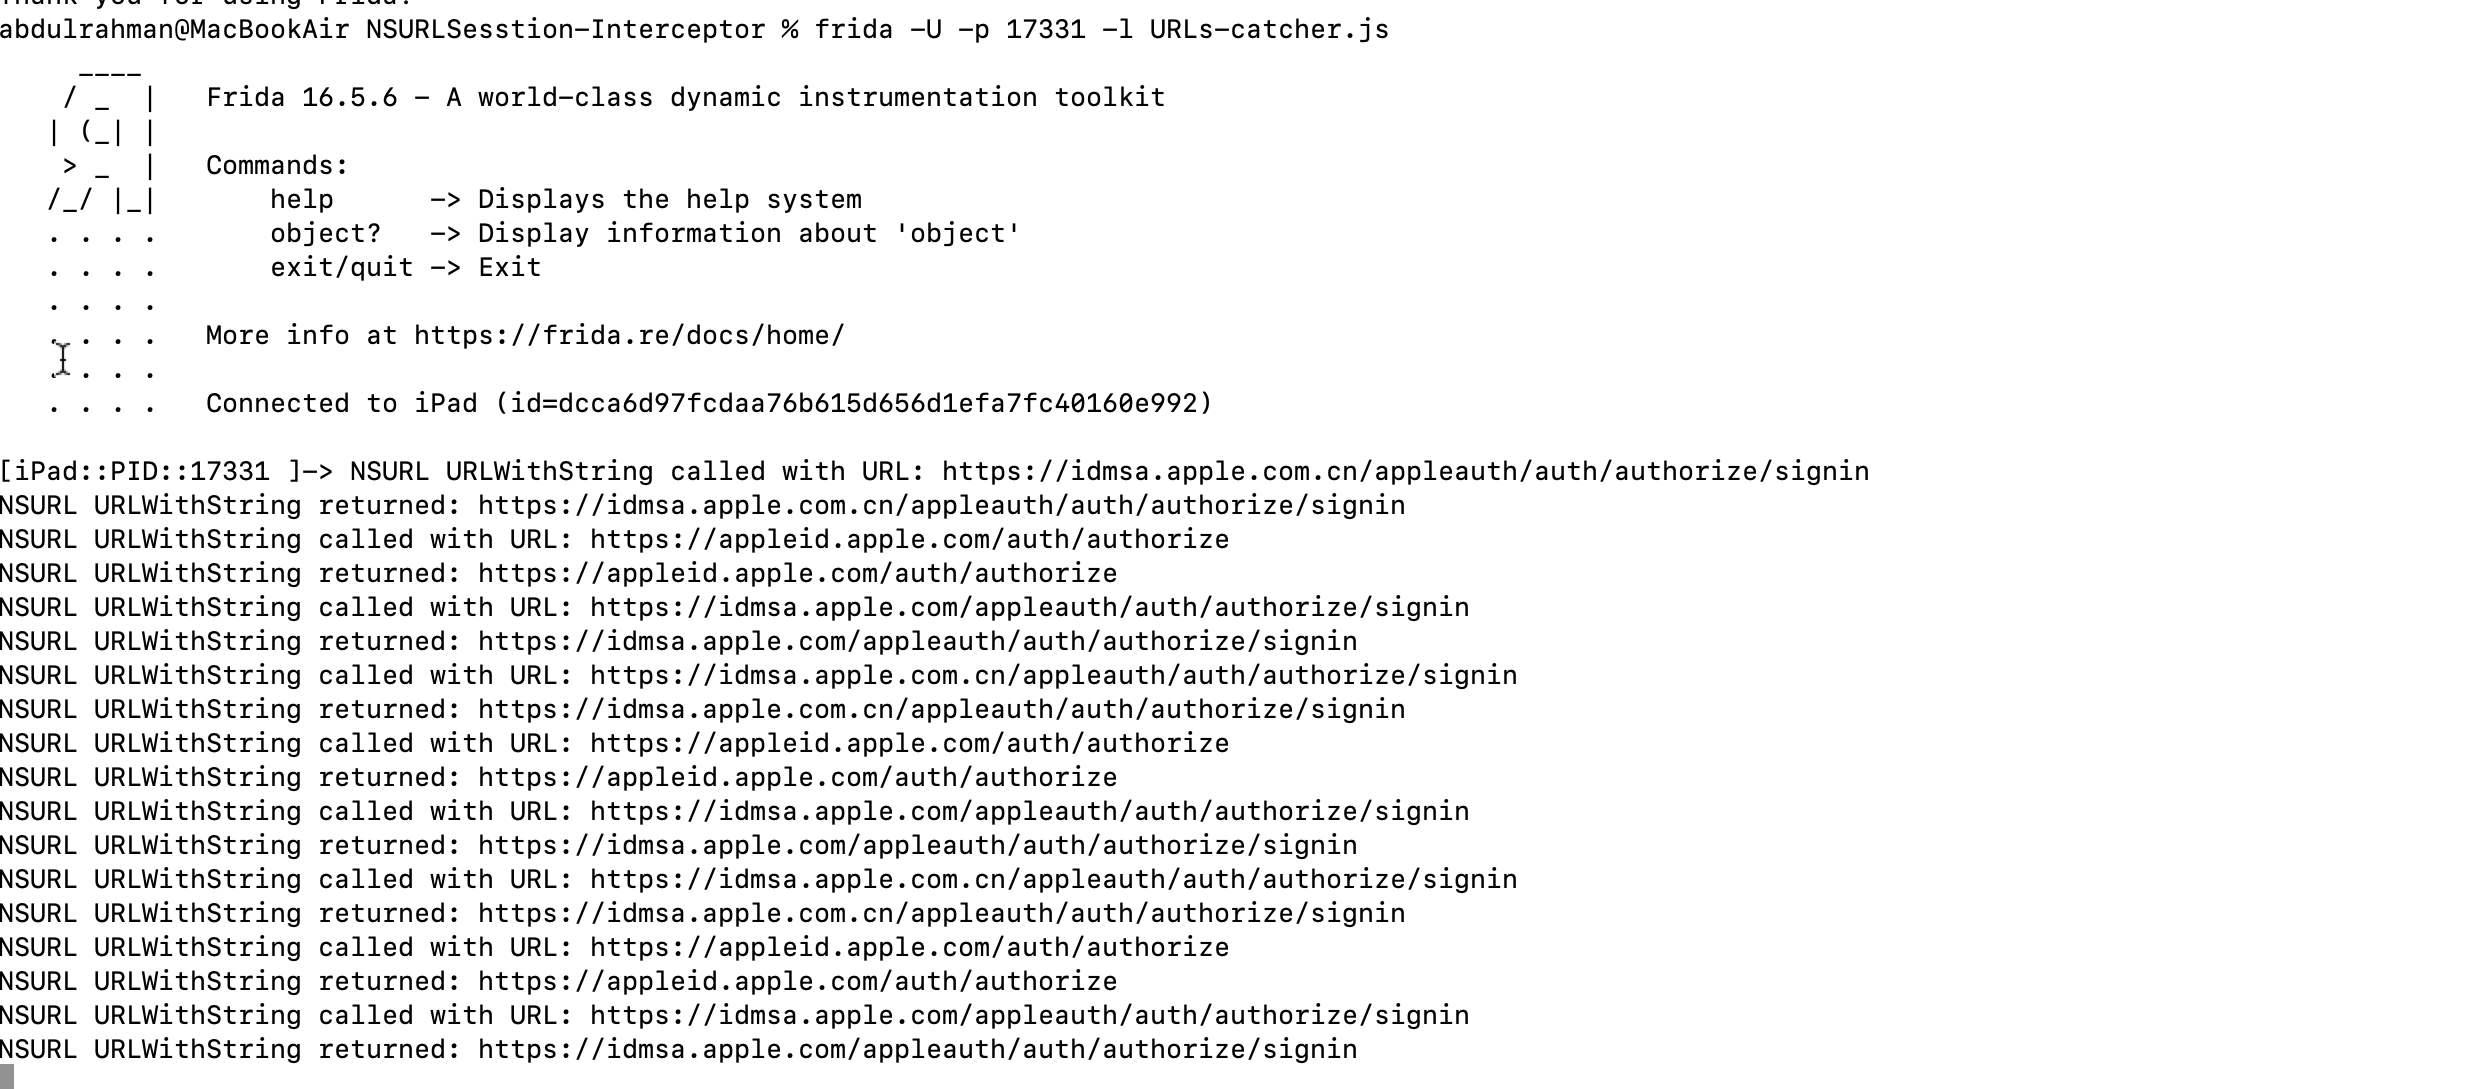 Thank you for using Frida!
abdulrahman@MacBookAir NSURLSesstion-Interceptor % frida -U -p 17331 -l URLs-catcher.js
     ____
    / _  |   Frida 16.5.6 - A world-class dynamic instrumentation toolkit
   | (_| |
    > _  |   Commands:
   /_/ |_|       help      -> Displays the help system
   . . . .       object?   -> Display information about 'object'
   . . . .       exit/quit -> Exit
   . . . .
   . . . .   More info at https://frida.re/docs/home/
   . . . .
   . . . .   Connected to iPad (id=dcca6d97fcdaa76b615d656d1efa7fc40160e992)
[iPad::PID::17331 ]-> NSURL URLWithString called with URL: https://idmsa.apple.com.cn/appleauth/auth/authorize/signin
NSURL URLWithString returned: https://idmsa.apple.com.cn/appleauth/auth/authorize/signin
NSURL URLWithString called with URL: https://appleid.apple.com/auth/authorize
NSURL URLWithString returned: https://appleid.apple.com/auth/authorize
NSURL URLWithString called with URL: https://idmsa.apple.com/appleauth/auth/authorize/signin
NSURL URLWithString returned: https://idmsa.apple.com/appleauth/auth/authorize/signin
NSURL URLWithString called with URL: https://idmsa.apple.com.cn/appleauth/auth/authorize/signin
NSURL URLWithString returned: https://idmsa.apple.com.cn/appleauth/auth/authorize/signin
NSURL URLWithString called with URL: https://appleid.apple.com/auth/authorize
NSURL URLWithString returned: https://appleid.apple.com/auth/authorize
NSURL URLWithString called with URL: https://idmsa.apple.com/appleauth/auth/authorize/signin
NSURL URLWithString returned: https://idmsa.apple.com/appleauth/auth/authorize/signin
NSURL URLWithString called with URL: https://idmsa.apple.com.cn/appleauth/auth/authorize/signin
NSURL URLWithString returned: https://idmsa.apple.com.cn/appleauth/auth/authorize/signin
NSURL URLWithString called with URL: https://appleid.apple.com/auth/authorize
NSURL URLWithString returned: https://appleid.apple.com/auth/authorize
NSURL URLWithString called with URL: https://idmsa.apple.com/appleauth/auth/authorize/signin
NSURL URLWithString returned: https://idmsa.apple.com/appleauth/auth/authorize/signin